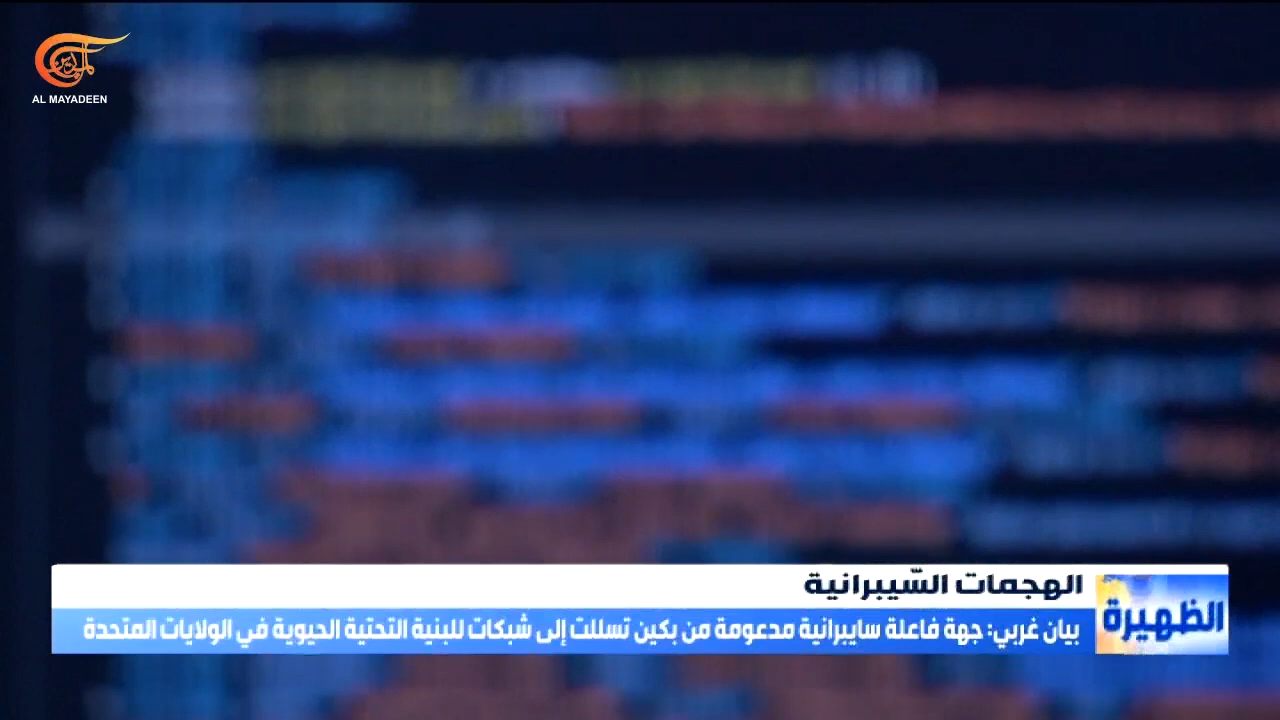 AL MAYADEEN
الهجمات السّيبرانية
الظهيرة
بيان غربي: جهة فاعلة سايبرانية مدعومة من بكين تسللت إلى شبكات للبنية التحتية الحيوية في الولايات المتحدة